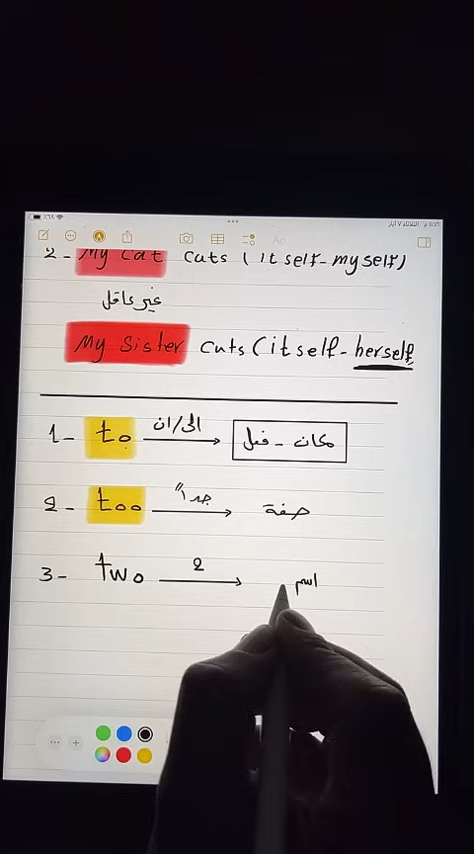 2 - My Cat cuts (itself - myself)
غير عاقل
My Sister cuts (itself - herself
1 - to الى/ان مكان - فعل
2 - too جداً صفة
3 - two 2 اسم